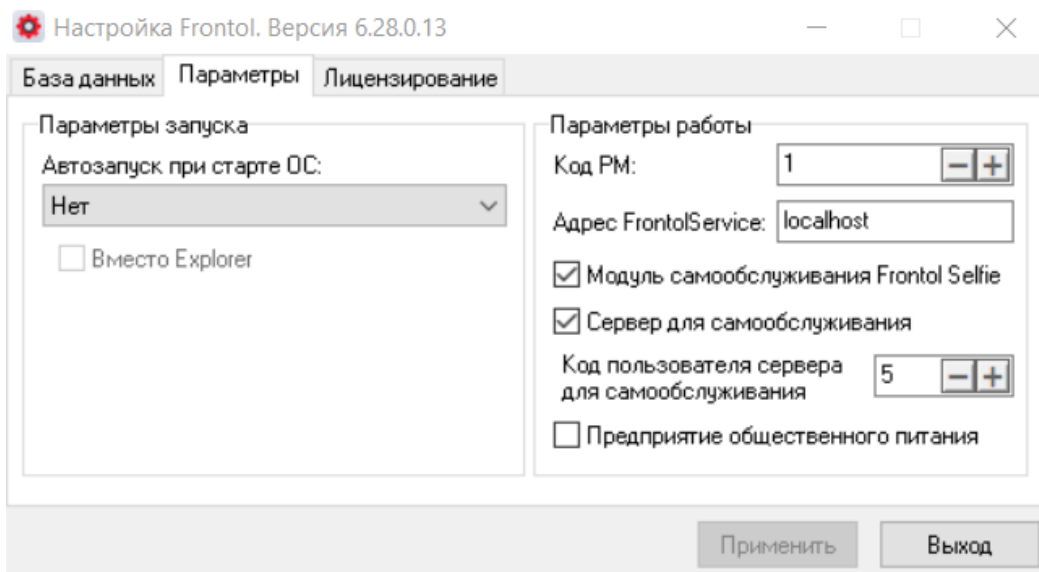 Настройка Frontol. Версия 6.28.0.13
База данных Параметры Лицензирование
Параметры запуска
Автозапуск при старте ОС:
Нет
Вместо Explorer
Параметры работы
Код РМ: 1
Адрес FrontolService: localhost
Модуль самообслуживания Frontol Selfie
Сервер для самообслуживания
Код пользователя сервера
для самообслуживания
5
Предприятие общественного питания
Применить Выход